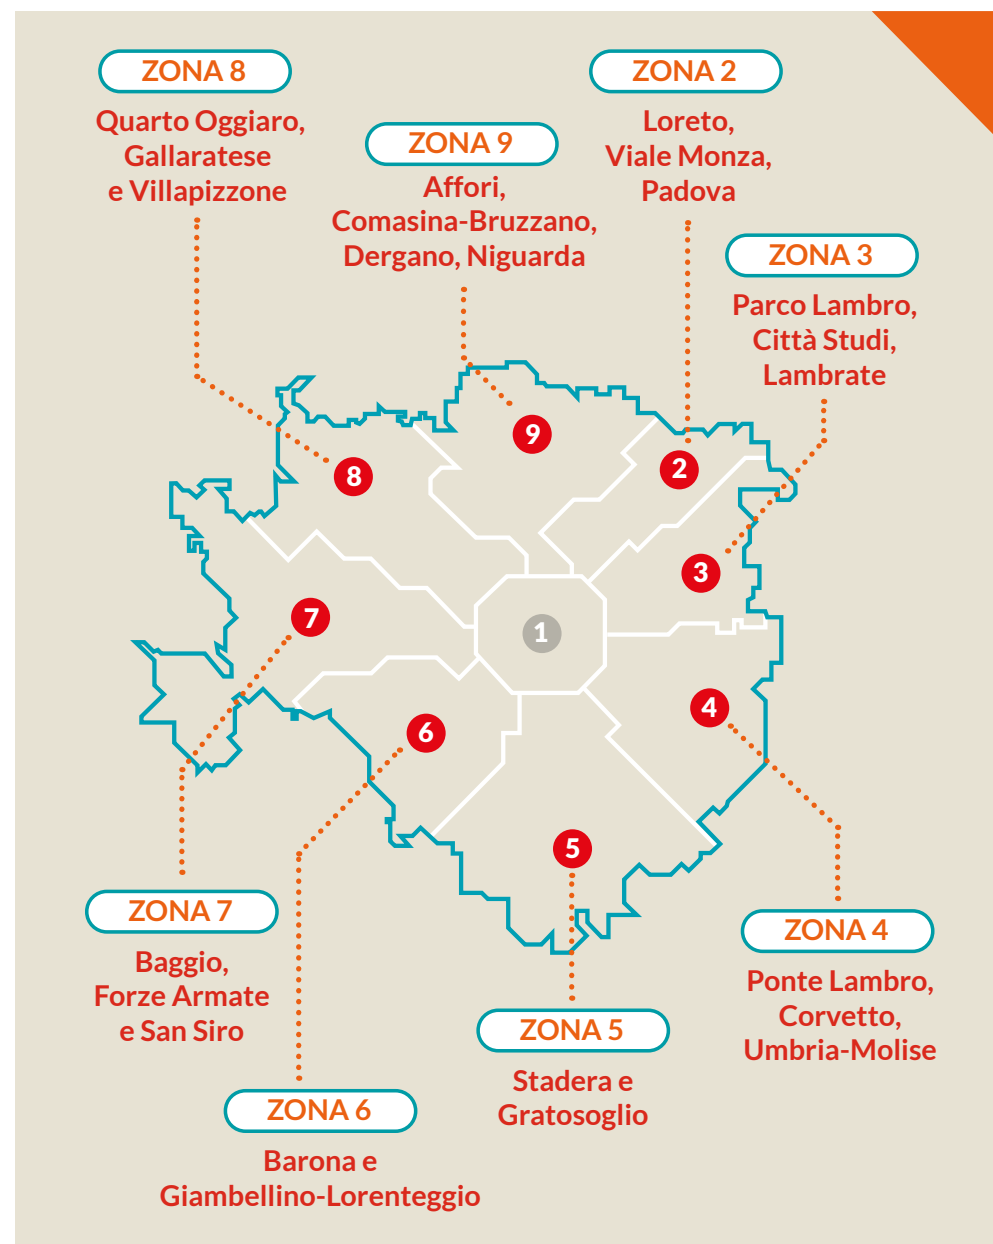 ZONA 8
Quarto Oggiaro,
Gallaratese
e Villapizzone
ZONA 9
Affori,
Comasina-Bruzzano,
Dergano, Niguarda
ZONA 2
Loreto,
Viale Monza,
Padova
ZONA 3
Parco Lambro,
Città Studi,
Lambrate
9
2
8
3
7
1
4
6
5
ZONA 7
Baggio,
Forze Armate
e San Siro
ZONA 4
Ponte Lambro,
Corvetto,
Umbria-Molise
ZONA 5
Stadera e
Gratosoglio
ZONA 6
Barona e
Giambellino-Lorenteggio